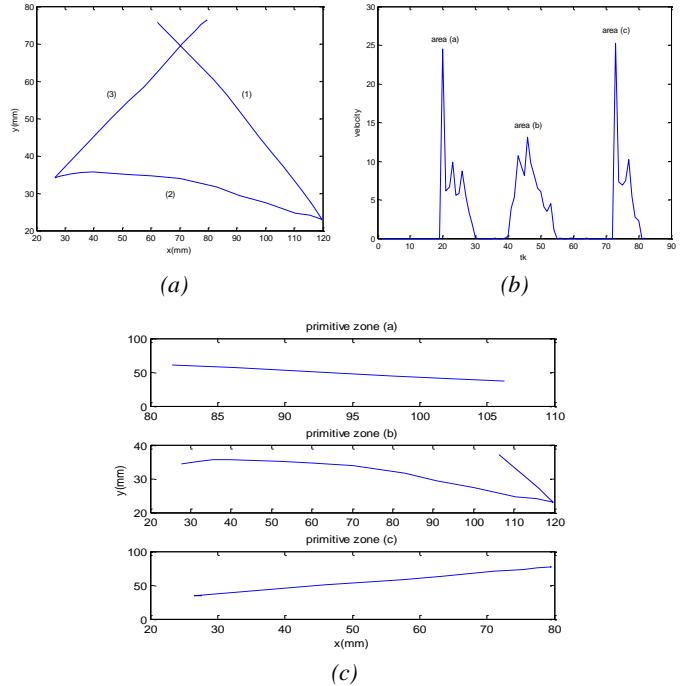 80
70
60
50
40
30
20
y(mm)
(3)
(1)
(2)
20 30 40 50 60 70 80 90 100 110 120
x(mm)
(a)
30
25
20
15
10
5
0
velocity
area (a)
area (b)
area (c)
0 10 20 30 40 50 60 70 80 90
tk
(b)
primitive zone (a)
100
50
0
80 85 90 95 100 105 110
primitive zone (b)
40
30
20
y(mm)
20 30 40 50 60 70 80 90 100 110 120
primitive zone (c)
100
50
0
20 30 40 50 60 70 80
x(mm)
(c)